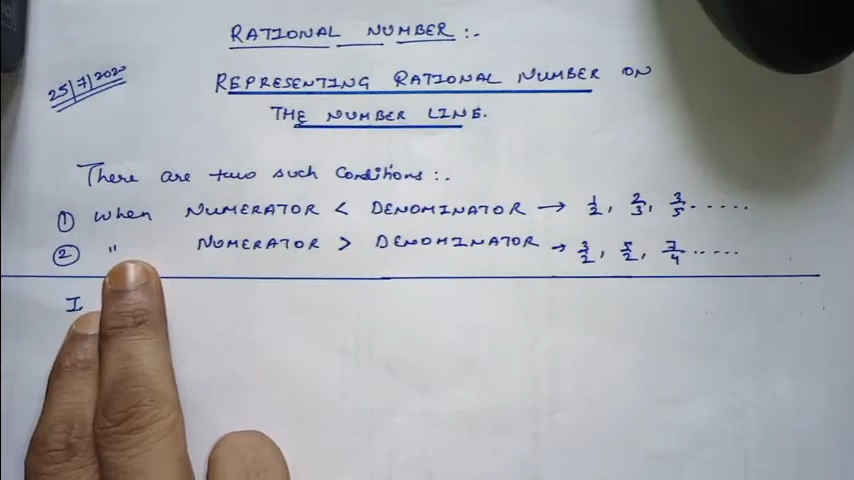 RATIONAL NUMBER :-
25/7/2020
REPRESENTING RATIONAL NUMBER ON
THE NUMBER LINE.
There are two such Conditions :.
① When NUMERATOR < DENOMINATOR → 1/2, 2/3, 3/5 .....
② " NUMERATOR > DENOMINATOR → 3/2, 5/2, 7/4 .....
I